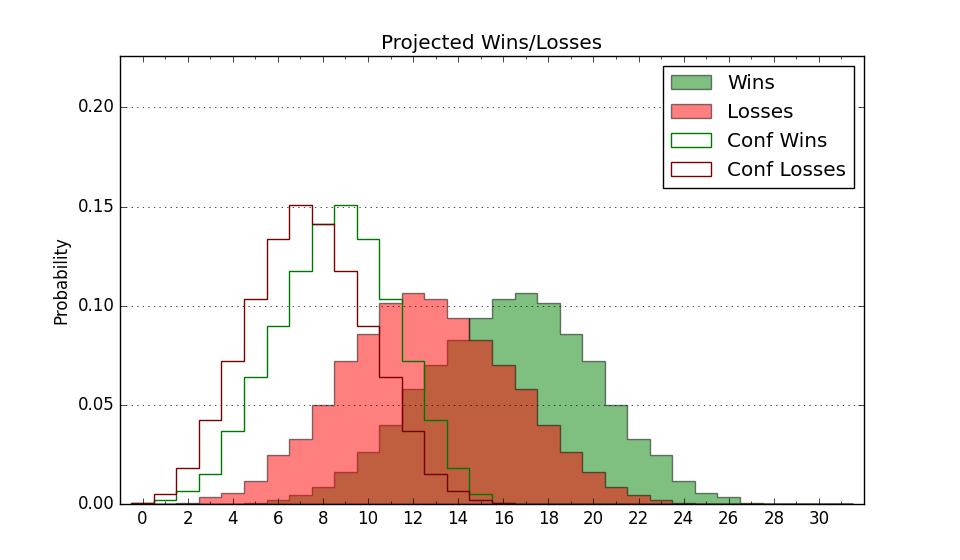 Projected Wins/Losses
Wins
Losses
Conf Wins
Conf Losses
Probability
0.20
0.15
0.10
0.05
0.00
0 2 4 6 8 10 12 14 16 18 20 22 24 26 28 30